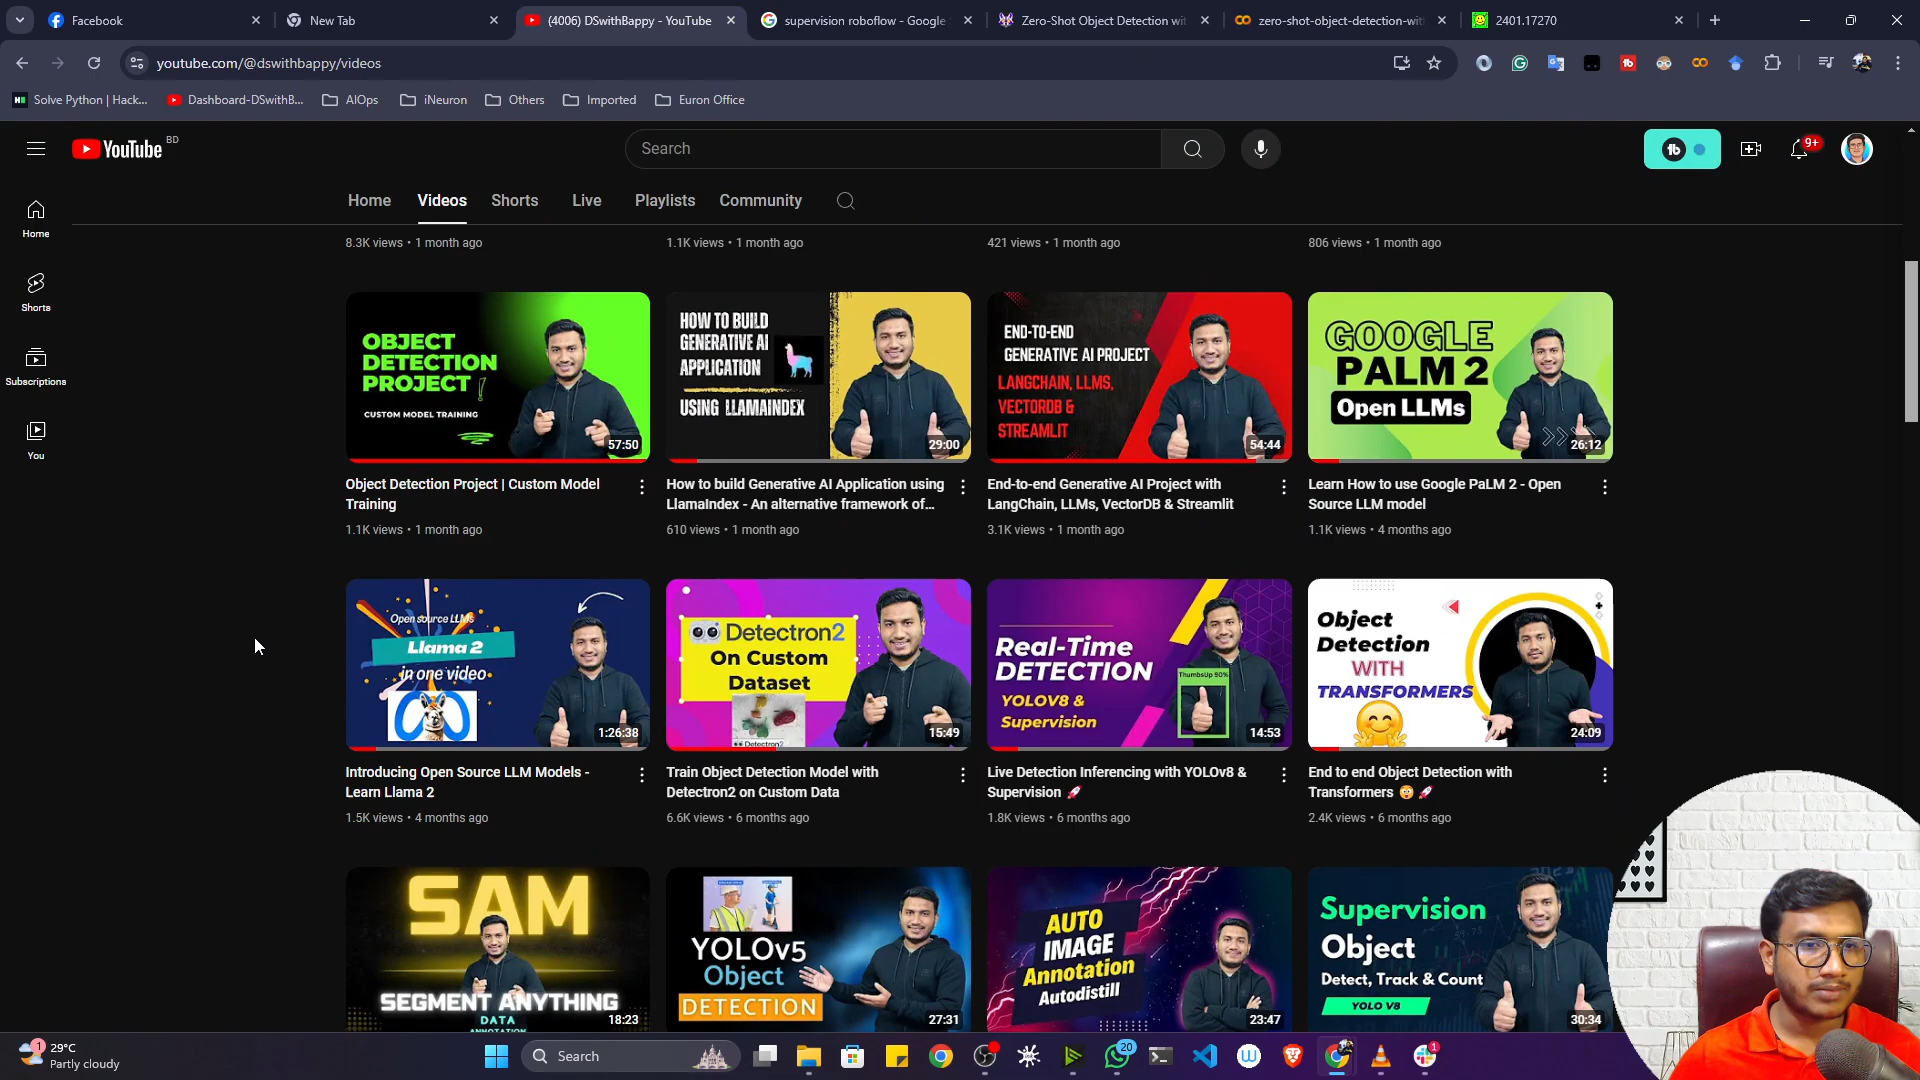 Facebook
New Tab
(4006) DSwithBappy - YouTube
supervision roboflow - Google
Zero-Shot Object Detection wit
zero-shot-object-detection-with
2401.17270
youtube.com/@dswithbappy/videos
Solve Python | Hack...
Dashboard-DSwithB...
AIOps
iNeuron
Others
Imported
Euron Office
YouTube BD
Search
9+
Home
Videos
Shorts
Live
Playlists
Community
Home
Shorts
Subscriptions
You
8.3K views • 1 month ago
1.1K views • 1 month ago
421 views • 1 month ago
806 views • 1 month ago
OBJECT
DETECTION
PROJECT !
CUSTOM MODEL TRAINING
57:50
HOW TO BUILD
GENERATIVE AI
APPLICATION
USING LLAMAINDEX
29:00
END-TO-END
GENERATIVE AI PROJECT
LANGCHAIN, LLMS,
VECTORDB &
STREAMLIT
54:44
GOOGLE
PALM 2
Open LLMs
26:12
Object Detection Project | Custom Model
Training
1.1K views • 1 month ago
How to build Generative AI Application using
LlamaIndex - An alternative framework of...
610 views • 1 month ago
End-to-end Generative AI Project with
LangChain, LLMs, VectorDB & Streamlit
3.1K views • 1 month ago
Learn How to use Google PaLM 2 - Open
Source LLM model
1.1K views • 4 months ago
Open source LLMs
Llama 2
in one video
1:26:38
Detectron2
On Custom
Dataset
Detectron2
15:49
Real-Time
DETECTION
YOLOV8 &
Supervision
ThumbsUp 90%
14:53
Object
Detection
WITH
TRANSFORMERS
24:09
Introducing Open Source LLM Models -
Learn Llama 2
1.5K views • 4 months ago
Train Object Detection Model with
Detectron2 on Custom Data
6.6K views • 6 months ago
Live Detection Inferencing with YOLOv8 &
Supervision 🚀
1.8K views • 6 months ago
End to end Object Detection with
Transformers 😳 🚀
2.4K views • 6 months ago
SAM
SEGMENT ANYTHING
DATA
18:23
YOLOv5
Object
DETECTION
27:31
AUTO
IMAGE
Annotation
Autodistill
23:47
Supervision
Object
Detect, Track & Count
YOLO V8
30:34
1
29°C
Partly cloudy
Search
20
1